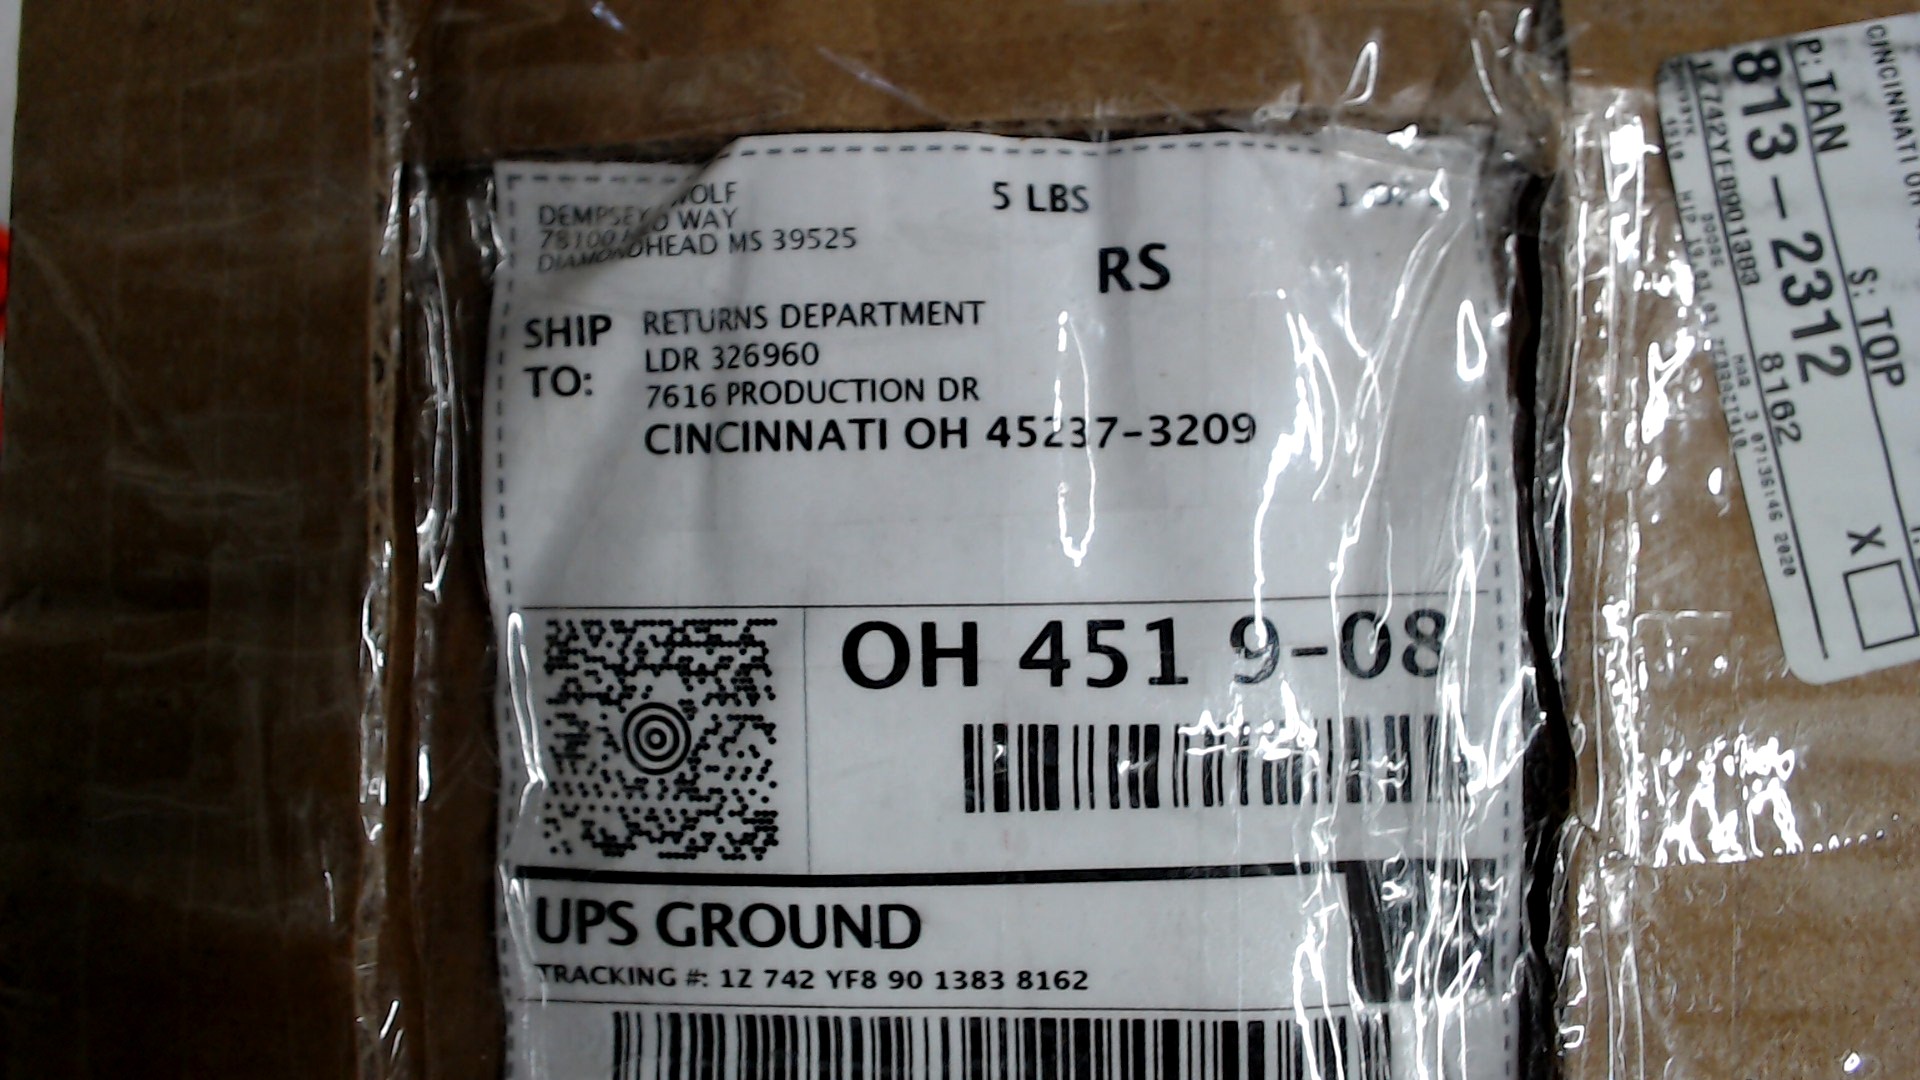 DEMPSEY WOLF
WAY
DIAMONDHEAD MS 39525
5 LBS
RS
SHIP TO:
RETURNS DEPARTMENT
LDR 326960
7616 PRODUCTION DR
CINCINNATI OH 45237-3209
OH 451 9-08
UPS GROUND
TRACKING #: 1Z 742 YF8 90 1383 8162
CINCINNATI OH
P: TAN S: TOP
813-2312 8162
X